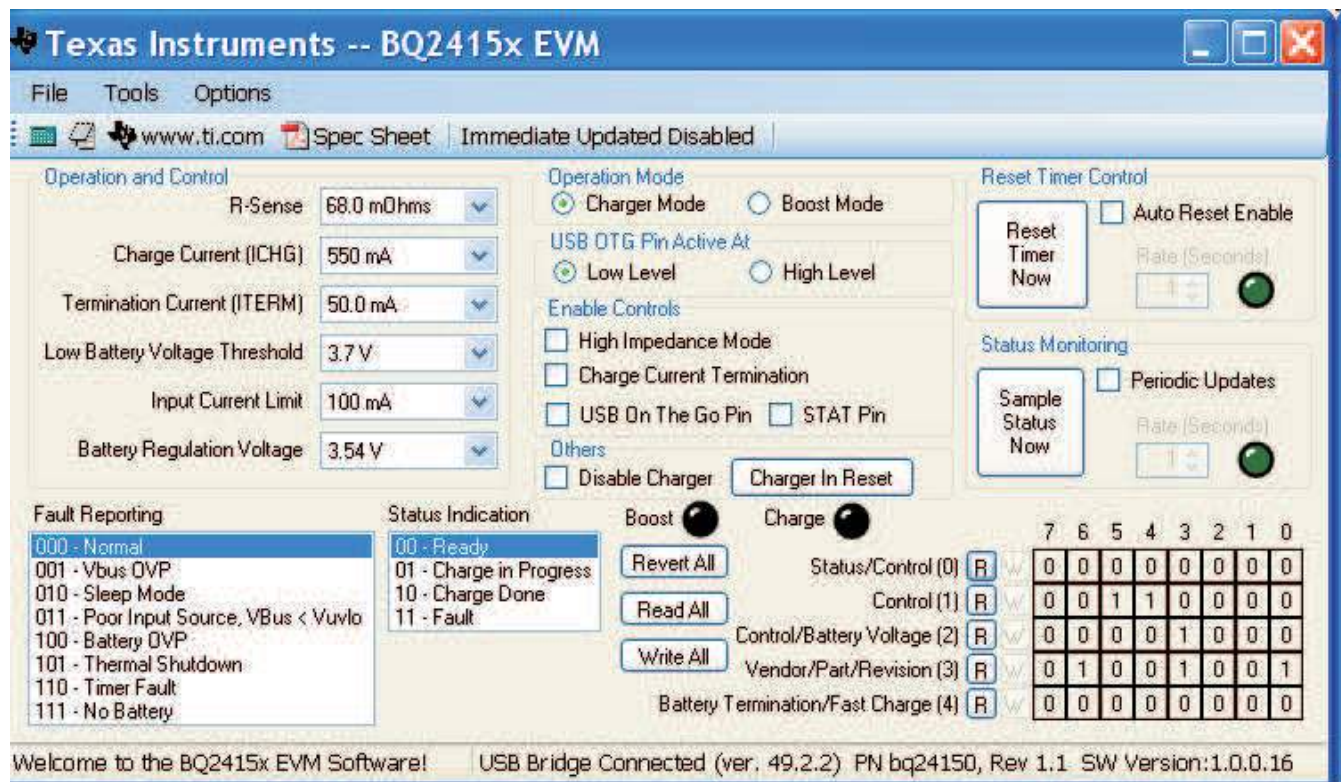 Texas Instruments -- BQ2415x EVM
File Tools Options
www.ti.com Spec Sheet Immediate Updated Disabled
Operation and Control
R-Sense 68.0 mOhms
Charge Current (ICHG) 550 mA
Termination Current (ITERM) 50.0 mA
Low Battery Voltage Threshold 3.7 V
Input Current Limit 100 mA
Battery Regulation Voltage 3.54 V
Operation Mode
Charger Mode Boost Mode
USB OTG Pin Active At
Low Level High Level
Enable Controls
High Impedance Mode
Charge Current Termination
USB On The Go Pin STAT Pin
Others
Disable Charger Charger In Reset
Reset Timer Control
Reset Timer Now
Auto Reset Enable
Rate (Seconds)
1
Status Monitoring
Sample Status Now
Periodic Updates
Rate (Seconds)
1
Fault Reporting
000 - Normal
001 - Vbus OVP
010 - Sleep Mode
011 - Poor Input Source, VBus < Vuvlo
100 - Battery OVP
101 - Thermal Shutdown
110 - Timer Fault
111 - No Battery
Status Indication
00 - Ready
01 - Charge in Progress
10 - Charge Done
11 - Fault
Boost Charge
Revert All
Read All
Write All
7 6 5 4 3 2 1 0
Status/Control (0) R W 0 0 0 0 0 0 0 0
Control (1) R W 0 0 1 1 0 0 0 0
Control/Battery Voltage (2) R W 0 0 0 0 1 0 0 0
Vendor/Part/Revision (3) R W 0 1 0 0 1 0 0 1
Battery Termination/Fast Charge (4) R W 0 0 0 0 0 0 0 0
Welcome to the BQ2415x EVM Software! USB Bridge Connected (ver. 49.2.2) PN bq24150, Rev 1.1 SW Version:1.0.0.16